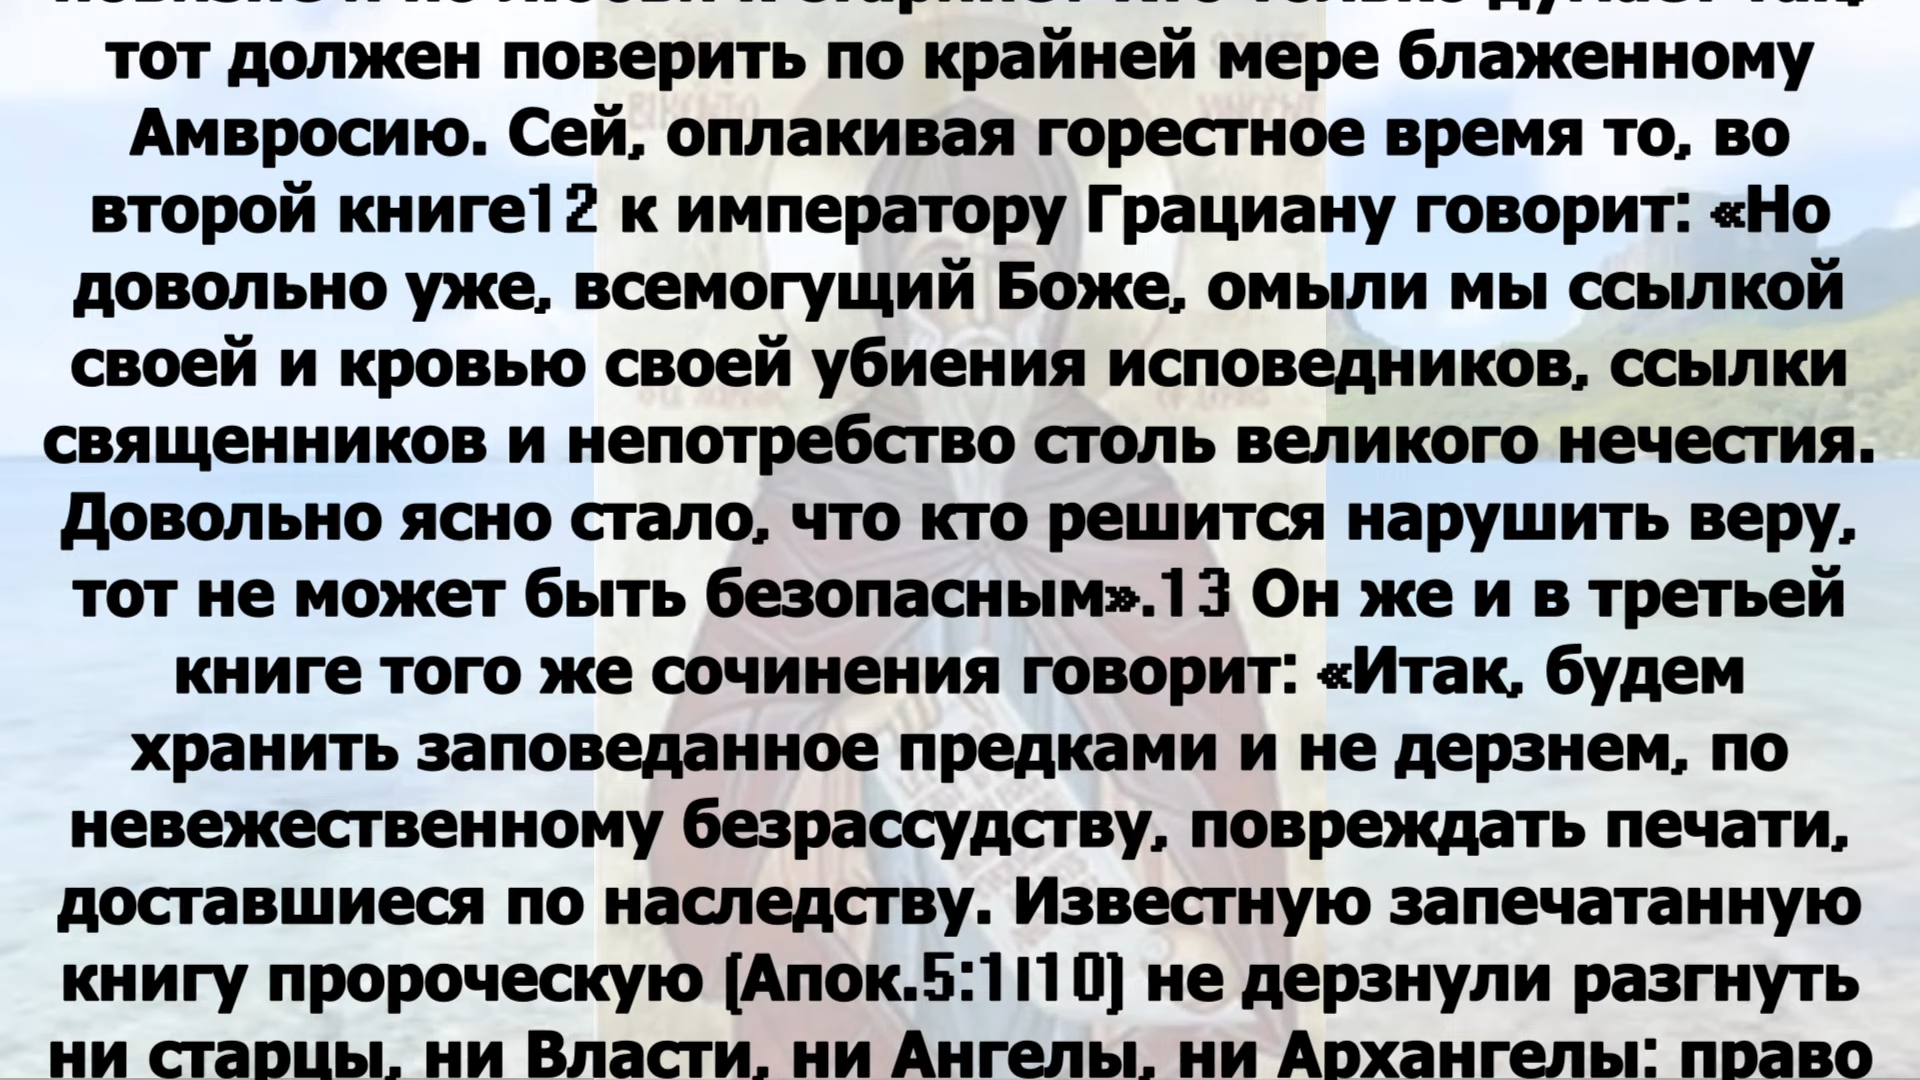 тот должен поверить по крайней мере блаженному
Амвросию. Сей, оплакивая горестное время то, во
второй книге12 к императору Грациану говорит: «Но
довольно уже, всемогущий Боже, омыли мы ссылкой
своей и кровью своей убиения исповедников, ссылки
священников и непотребство столь великого нечестия.
Довольно ясно стало, что кто решится нарушить веру,
тот не может быть безопасным».13 Он же и в третьей
книге того же сочинения говорит: «Итак, будем
хранить заповеданное предками и не дерзнем, по
невежественному безрассудству, повреждать печати,
доставшиеся по наследству. Известную запечатанную
книгу пророческую (Апок.5:1І10) не дерзнули разгнуть
ни старцы, ни Власти, ни Ангелы, ни Архангелы: право